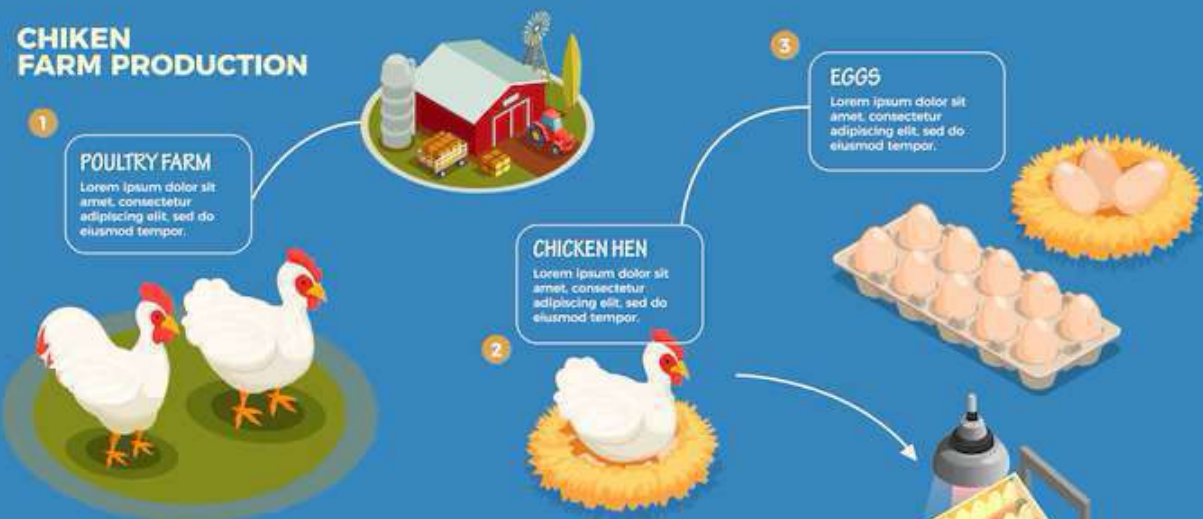 CHIKEN
FARM PRODUCTION
1
POULTRY FARM
Lorem ipsum dolor sit
amet, consectetur
adipiscing elit, sed do
eiusmod tempor.
2
CHICKEN HEN
Lorem ipsum dolor sit
amet, consectetur
adipiscing elit, sed do
eiusmod tempor.
3
EGGS
Lorem ipsum dolor sit
amet, consectetur
adipiscing elit, sed do
eiusmod tempor.